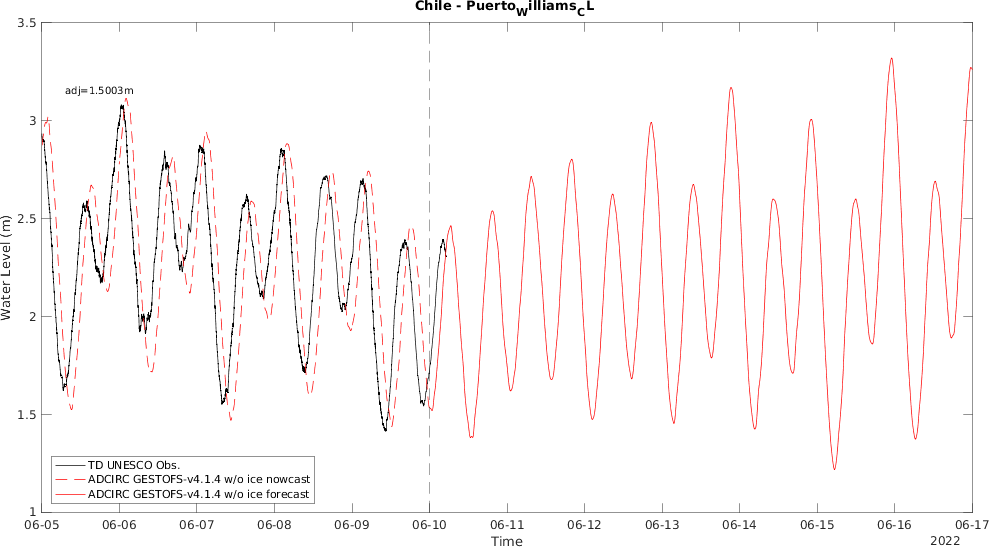 Chile - PuertoWilliamsCL
adj=1.5003m
3.5
3
2.5
2
1.5
1
Water Level (m)
TD UNESCO Obs.
ADCIRC GESTOFS-v4.1.4 w/o ice nowcast
ADCIRC GESTOFS-v4.1.4 w/o ice forecast
06-05 06-06 06-07 06-08 06-09 06-10 06-11 06-12 06-13 06-14 06-15 06-16 06-17
Time
2022